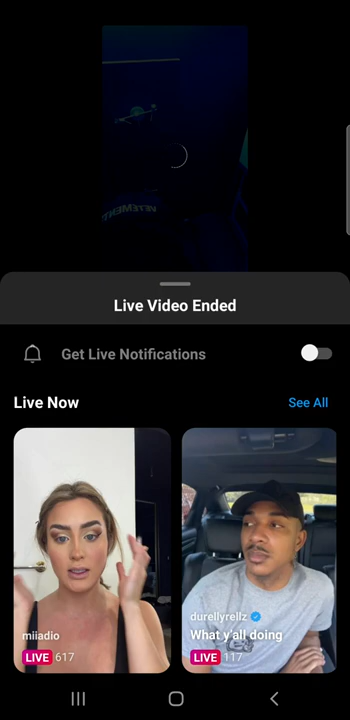 VETEMENTS
Live Video Ended
Get Live Notifications
Live Now
See All
miiadio
LIVE 617
durellyrellz
What y'all doing
LIVE 117